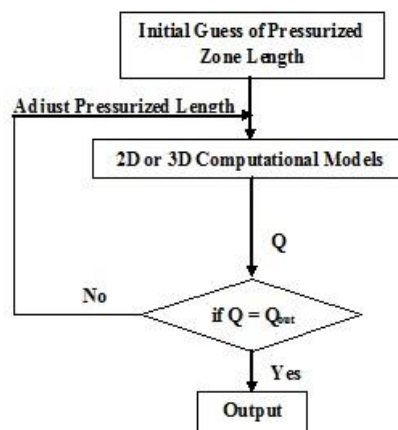 Initial Guess of Pressurized
Zone Length
Adjust Pressurized Length
2D or 3D Computational Models
Q
No
if Q = Qout
Yes
Output